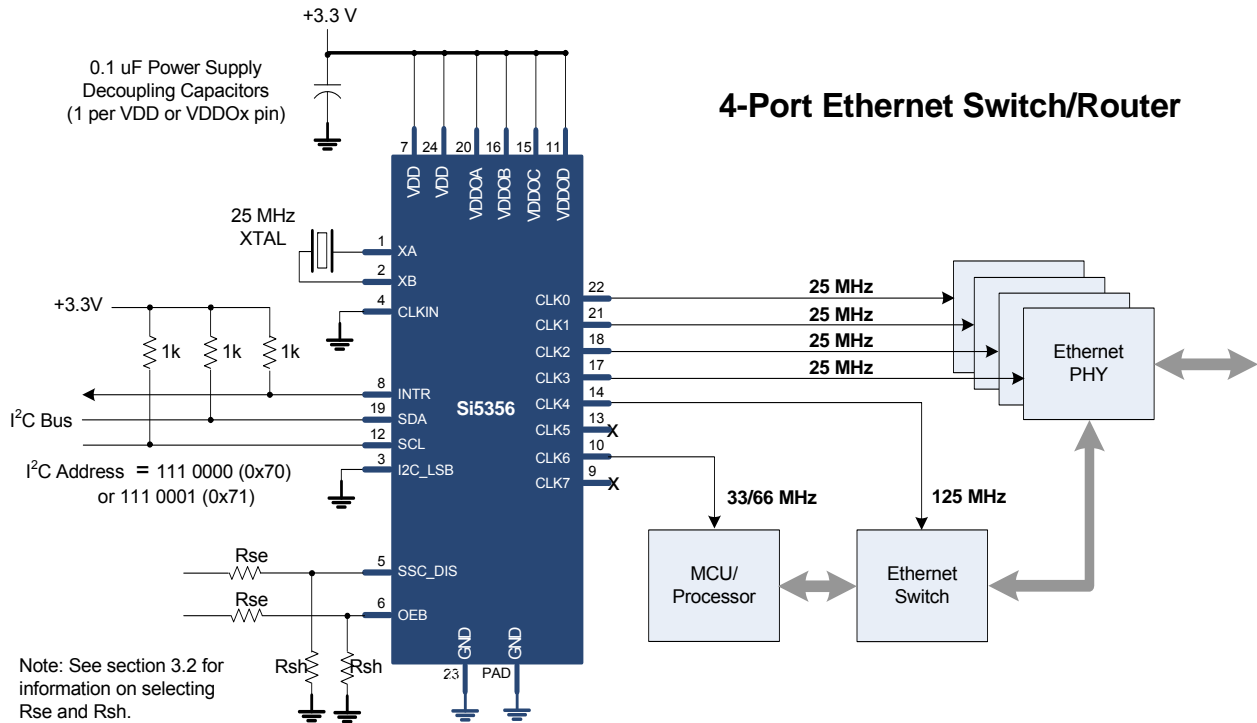 +3.3 V
0.1 uF Power Supply
Decoupling Capacitors
(1 per VDD or VDDOx pin)
4-Port Ethernet Switch/Router
7
24
20
16
15
11
VDD
VDD
VDDOA
VDDOB
VDDOC
VDDOD
25 MHz
XTAL
1
XA
2
XB
4
CLKIN
+3.3V
1k
1k
1k
8
INTR
I²C Bus
19
SDA
12
SCL
3
I2C_LSB
I²C Address = 111 0000 (0x70)
or 111 0001 (0x71)
Si5356
22
CLK0
25 MHz
21
CLK1
25 MHz
18
CLK2
25 MHz
17
CLK3
25 MHz
14
CLK4
13
CLK5
X
10
CLK6
9
CLK7
X
Ethernet
PHY
33/66 MHz
125 MHz
MCU/
Processor
Ethernet
Switch
Rse
5
SSC_DIS
Rse
6
OEB
Rsh
Rsh
GND
GND
23
PAD
Note: See section 3.2 for
information on selecting
Rse and Rsh.